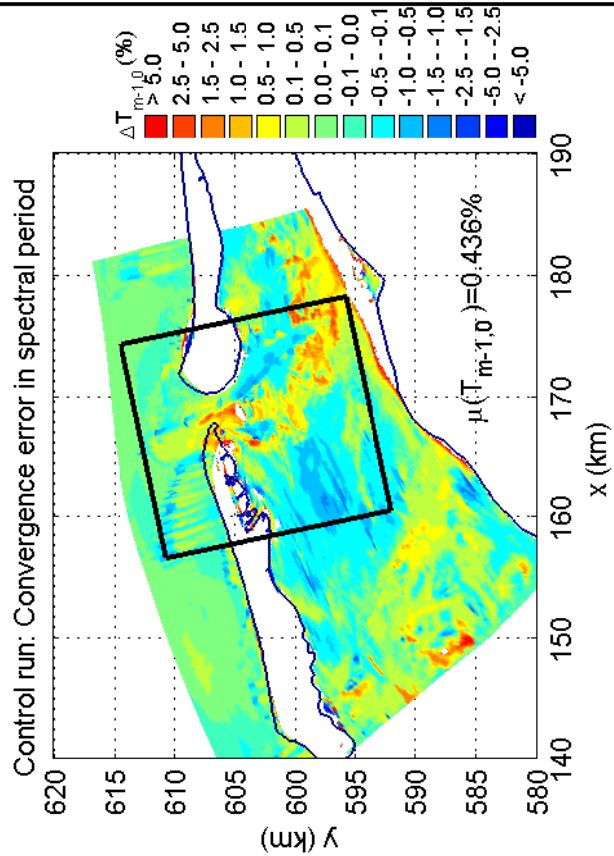 Control run: Convergence error in spectral period
620
615
610
605
600
595
590
585
580
y (km)
140
150
160
170
180
190
x (km)
μ(T_{m-1,0})=0.436%
ΔT_{m-1,0} (%)
> 5.0
2.5 - 5.0
1.5 - 2.5
1.0 - 1.5
0.5 - 1.0
0.1 - 0.5
0.0 - 0.1
-0.1 - 0.0
-0.5 - -0.1
-1.0 - -0.5
-1.5 - -1.0
-2.5 - -1.5
-5.0 - -2.5
< -5.0